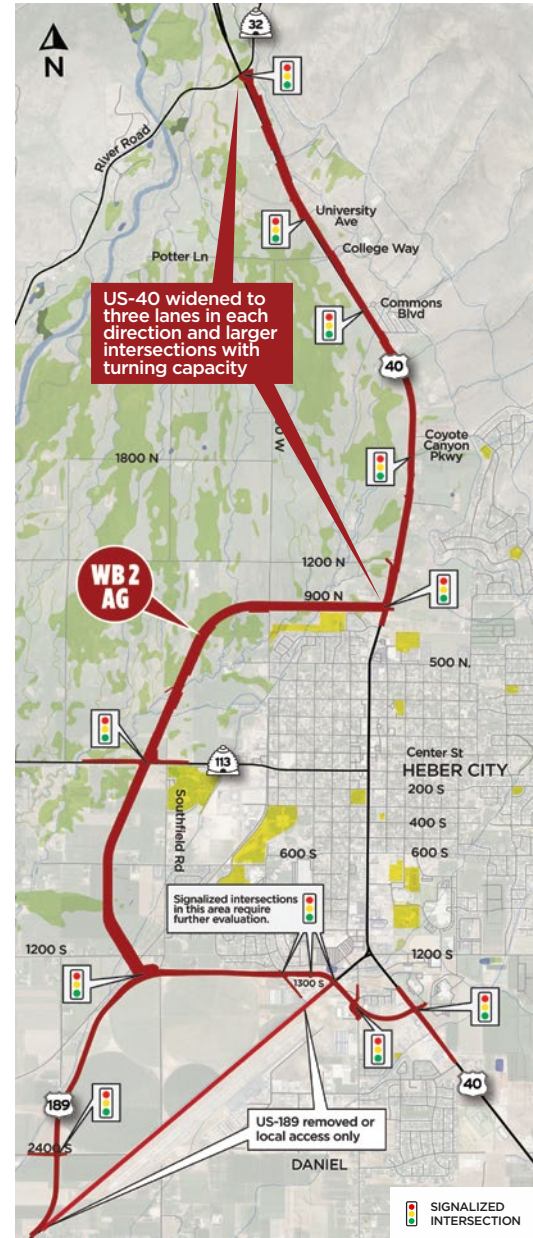 32
N
River Road
University
Ave
College Way
Potter Ln
US-40 widened to
three lanes in each
direction and larger
intersections with
turning capacity
Commons
Blvd
40
W
Coyote
Canyon
Pkwy
1800 N
1200 N
WB 2
AG
900 N
500 N.
Center St
113
HEBER CITY
200 S
Southfield Rd
400 S
600 S
600 S
Signalized intersections
in this area require
further evaluation.
1200 S
1200 S
1300 S
40
189
US-189 removed or
local access only
2400 S
DANIEL
SIGNALIZED
INTERSECTION